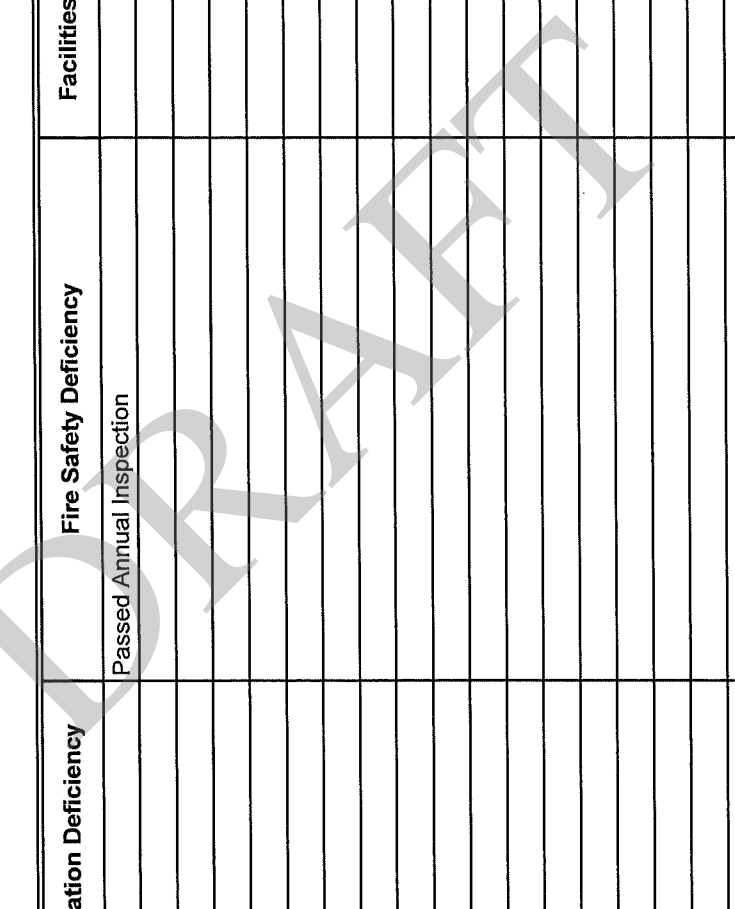 ation Deficiency
Fire Safety Deficiency
Facilities
Passed Annual Inspection
DRAFT